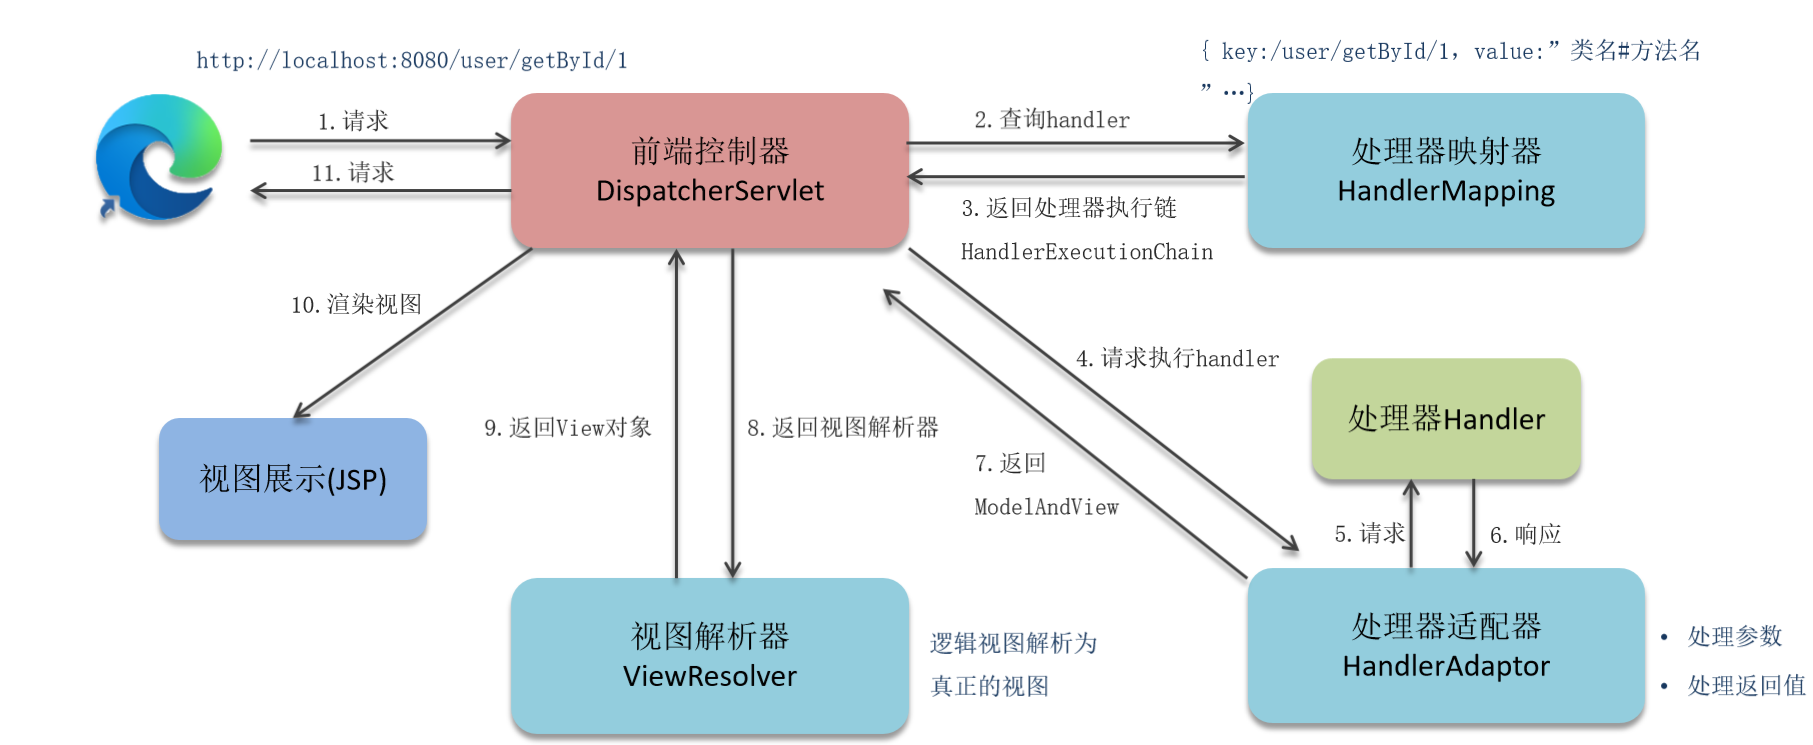 http://localhost:8080/user/getById/1
{ key:/user/getById/1, value:”类名#方法名
”…}
1.请求
11.请求
前端控制器
DispatcherServlet
2.查询handler
3.返回处理器执行链
HandlerExecutionChain
处理器映射器
HandlerMapping
10.渲染视图
4.请求执行handler
处理器Handler
视图展示(JSP)
9.返回View对象
8.返回视图解析器
7.返回
ModelAndView
5.请求
6.响应
视图解析器
ViewResolver
逻辑视图解析为
真正的视图
处理器适配器
HandlerAdaptor
• 处理参数
• 处理返回值